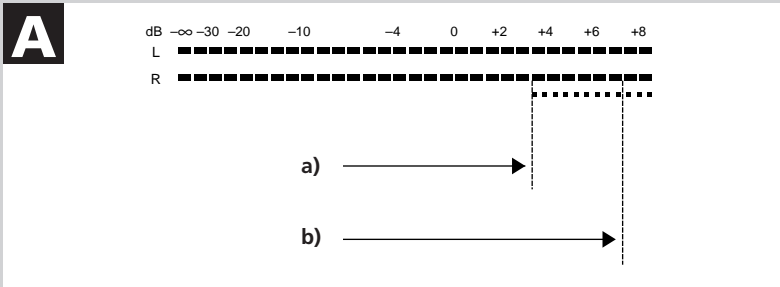 A
dB –∞ –30 –20 –10 –4 0 +2 +4 +6 +8
L
R
a)
b)